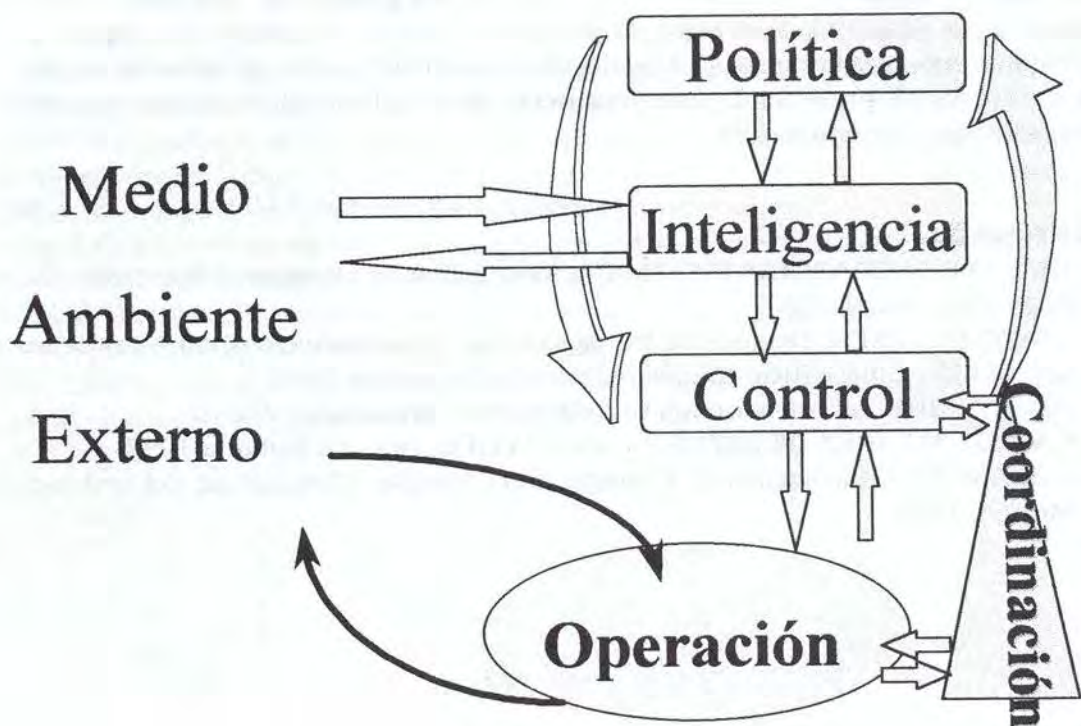 Política
Medio
Inteligencia
Ambiente
Control
Externo
Coordinación
Operación